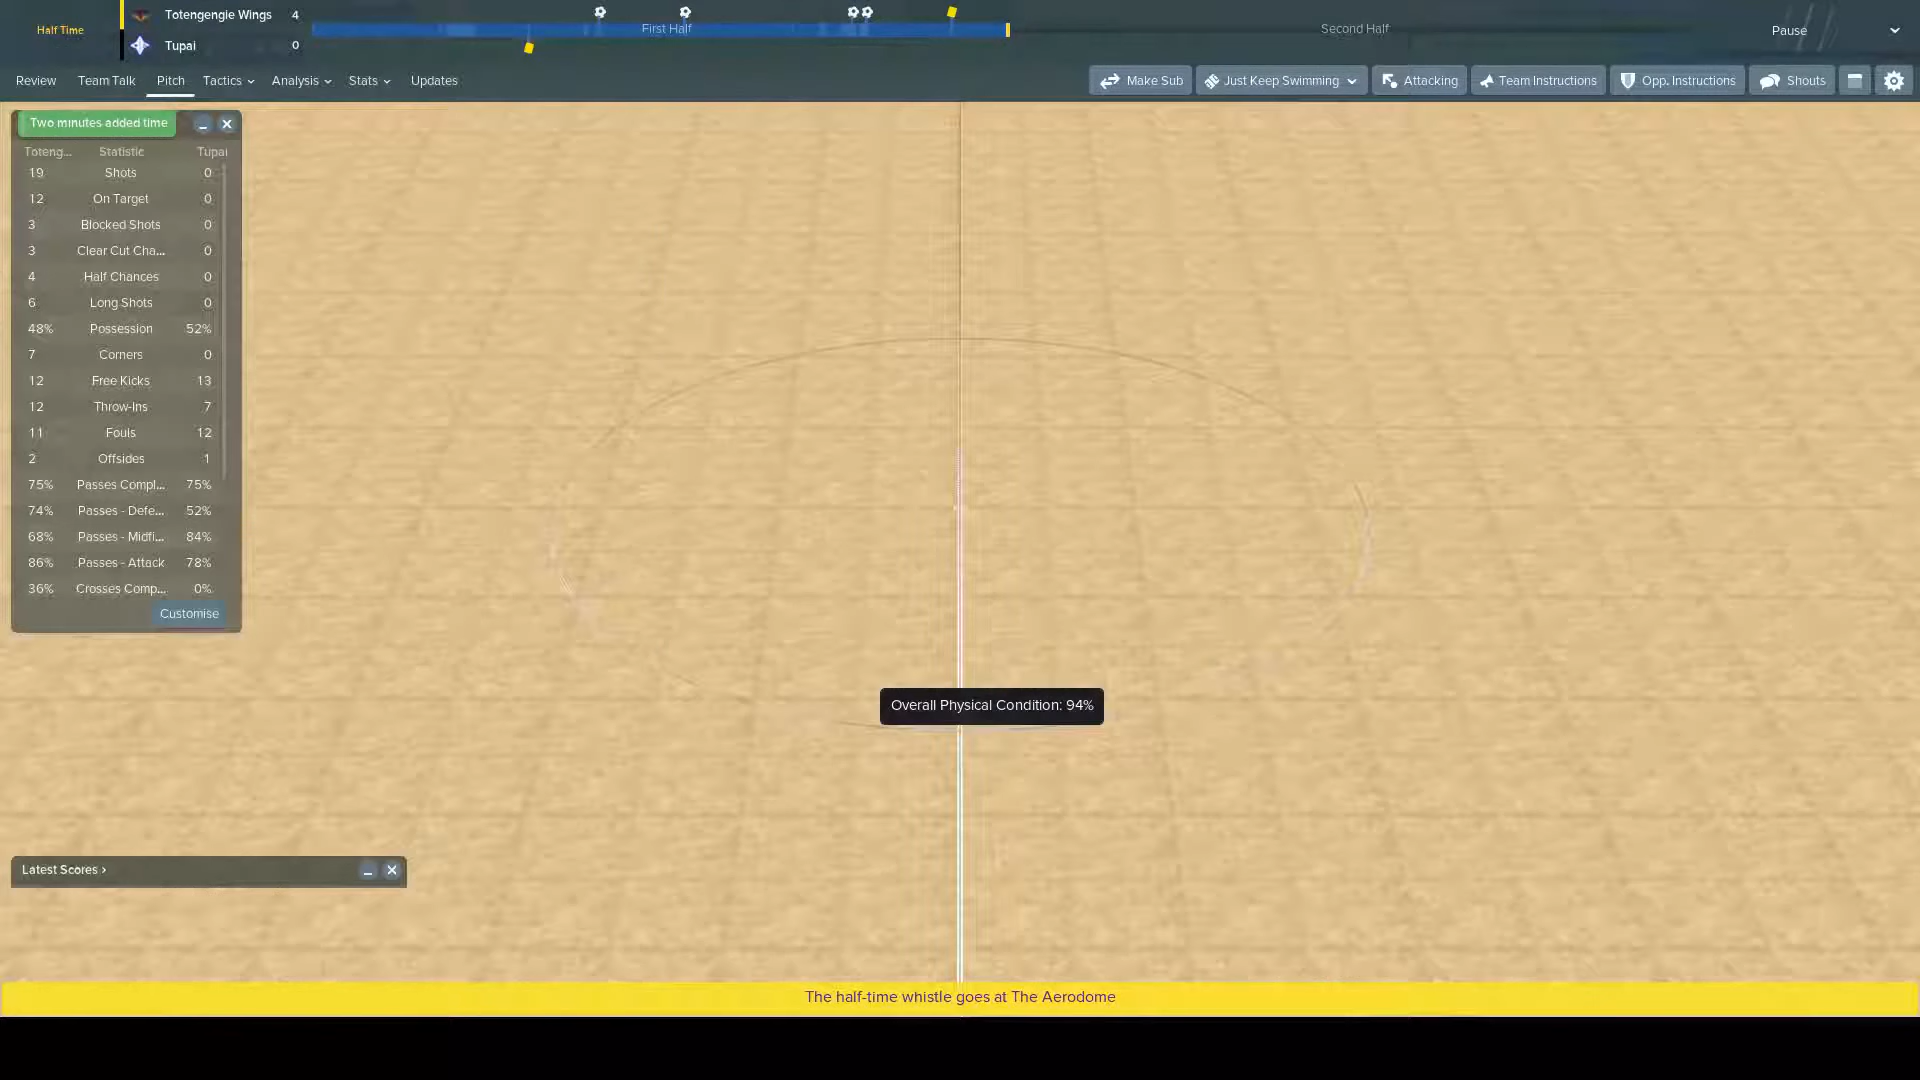 Half Time
Totengengie Wings 4
Tupai 0
First Half
Second Half
Pause
Review Team Talk Pitch Tactics Analysis Stats Updates
Make Sub Just Keep Swimming Attacking Team Instructions Opp. Instructions Shouts
Two minutes added time
Toteng... Statistic Tupai
19 Shots 0
12 On Target 0
3 Blocked Shots 0
3 Clear Cut Cha... 0
4 Half Chances 0
6 Long Shots 0
48% Possession 52%
7 Corners 0
12 Free Kicks 13
12 Throw-Ins 7
11 Fouls 12
2 Offsides 1
75% Passes Compl... 75%
74% Passes - Defe... 52%
68% Passes - Midfi... 84%
86% Passes - Attack 78%
36% Crosses Comp... 0%
Customise
Overall Physical Condition: 94%
Latest Scores ›
The half-time whistle goes at The Aerodome